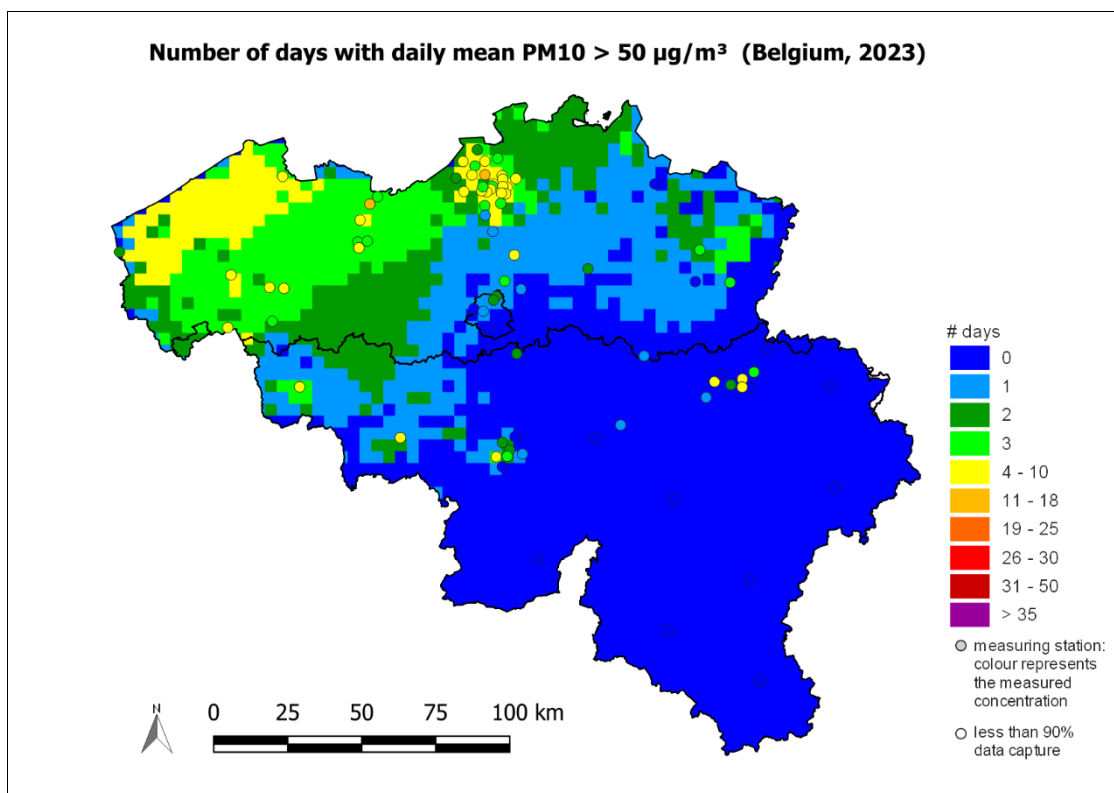 Number of days with daily mean PM10 > 50 µg/m³ (Belgium, 2023)
# days
0
1
2
3
4 - 10
11 - 18
19 - 25
26 - 30
31 - 50
> 35
measuring station:
colour represents
the measured
concentration
less than 90%
data capture
N
0 25 50 75 100 km